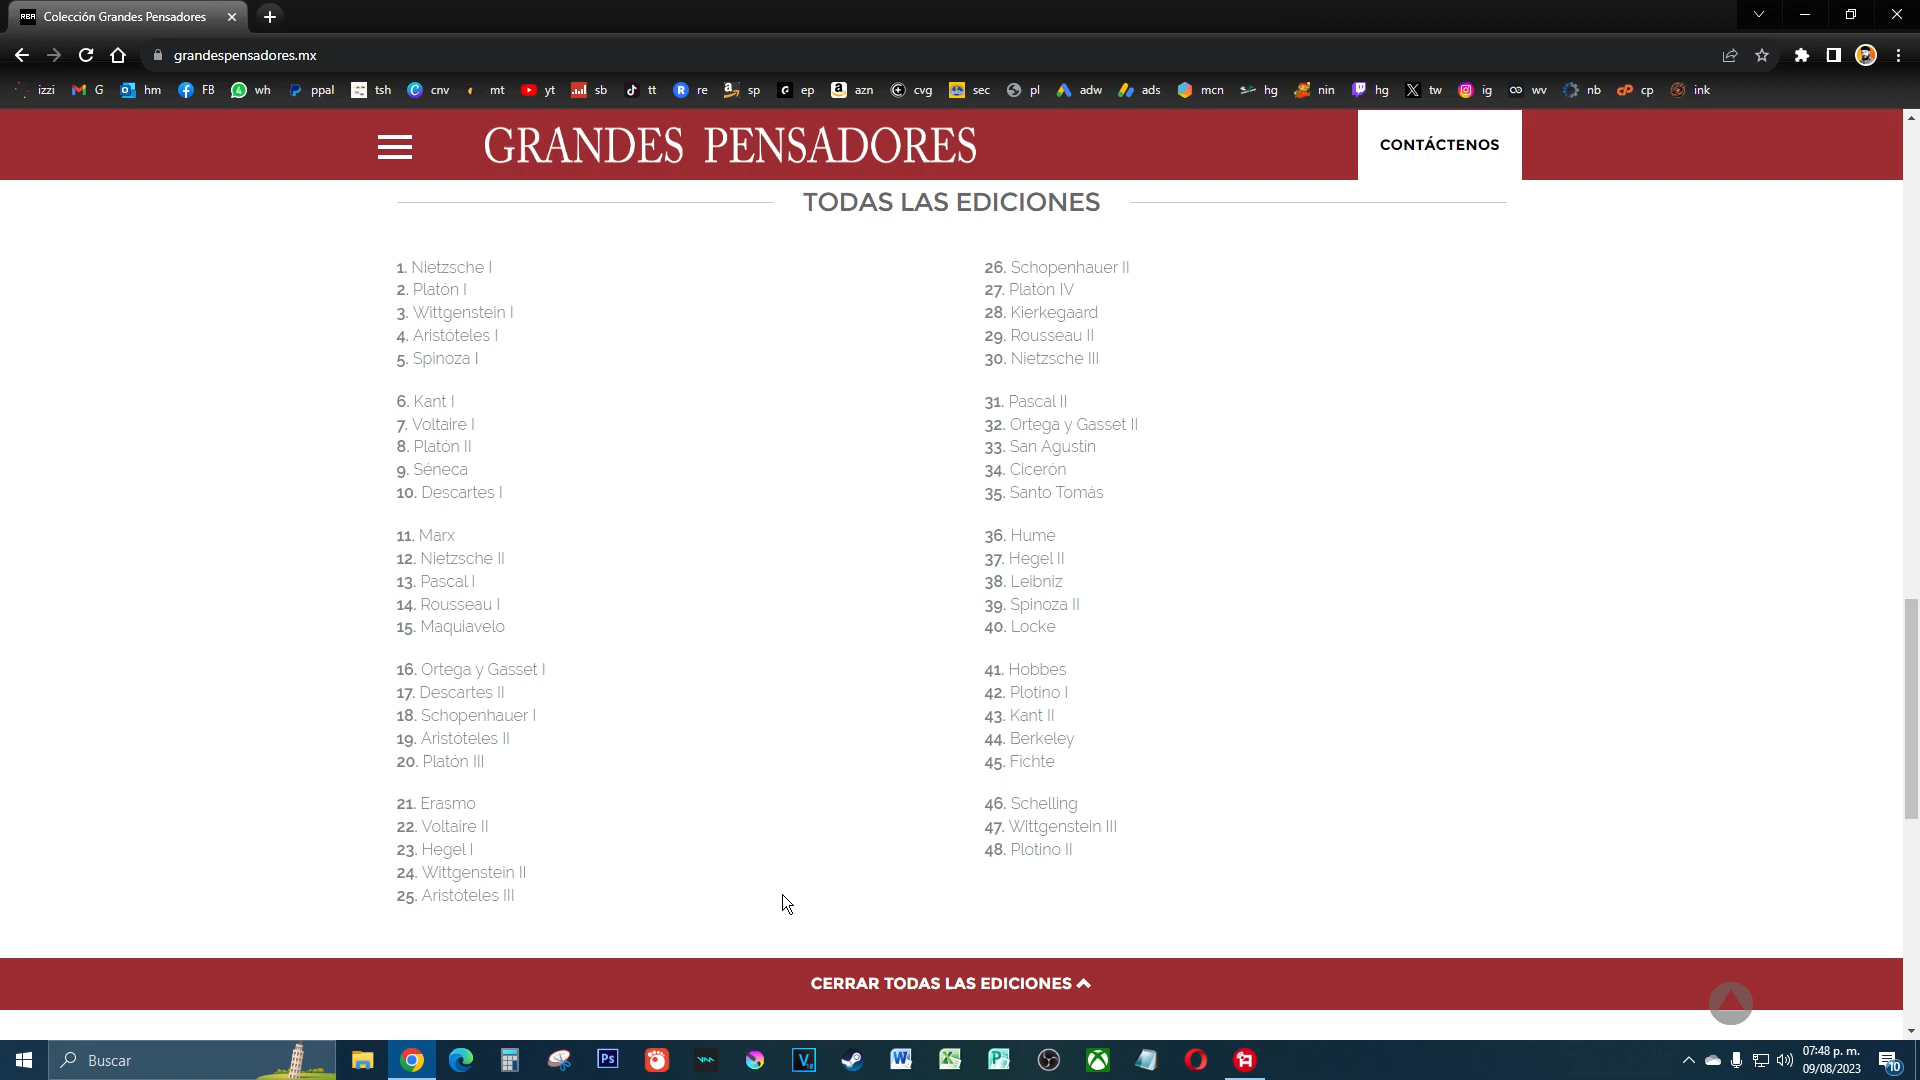 RBA Colección Grandes Pensadores
grandespensadores.mx
izzi G hm FB wh ppal tsh cnv mt yt sb tt re sp ep azn cvg sec pl adw ads mcn hg nin hg tw ig wv nb cp ink
GRANDES PENSADORES
CONTÁCTENOS
TODAS LAS EDICIONES
1. Nietzsche I
2. Platón I
3. Wittgenstein I
4. Aristóteles I
5. Spinoza I
6. Kant I
7. Voltaire I
8. Platón II
9. Séneca
10. Descartes I
11. Marx
12. Nietzsche II
13. Pascal I
14. Rousseau I
15. Maquiavelo
16. Ortega y Gasset I
17. Descartes II
18. Schopenhauer I
19. Aristóteles II
20. Platón III
21. Erasmo
22. Voltaire II
23. Hegel I
24. Wittgenstein II
25. Aristóteles III
26. Schopenhauer II
27. Platón IV
28. Kierkegaard
29. Rousseau II
30. Nietzsche III
31. Pascal II
32. Ortega y Gasset II
33. San Agustín
34. Cicerón
35. Santo Tomás
36. Hume
37. Hegel II
38. Leibniz
39. Spinoza II
40. Locke
41. Hobbes
42. Plotino I
43. Kant II
44. Berkeley
45. Fichte
46. Schelling
47. Wittgenstein III
48. Plotino II
CERRAR TODAS LAS EDICIONES
Buscar
07:48 p. m.
09/08/2023
10